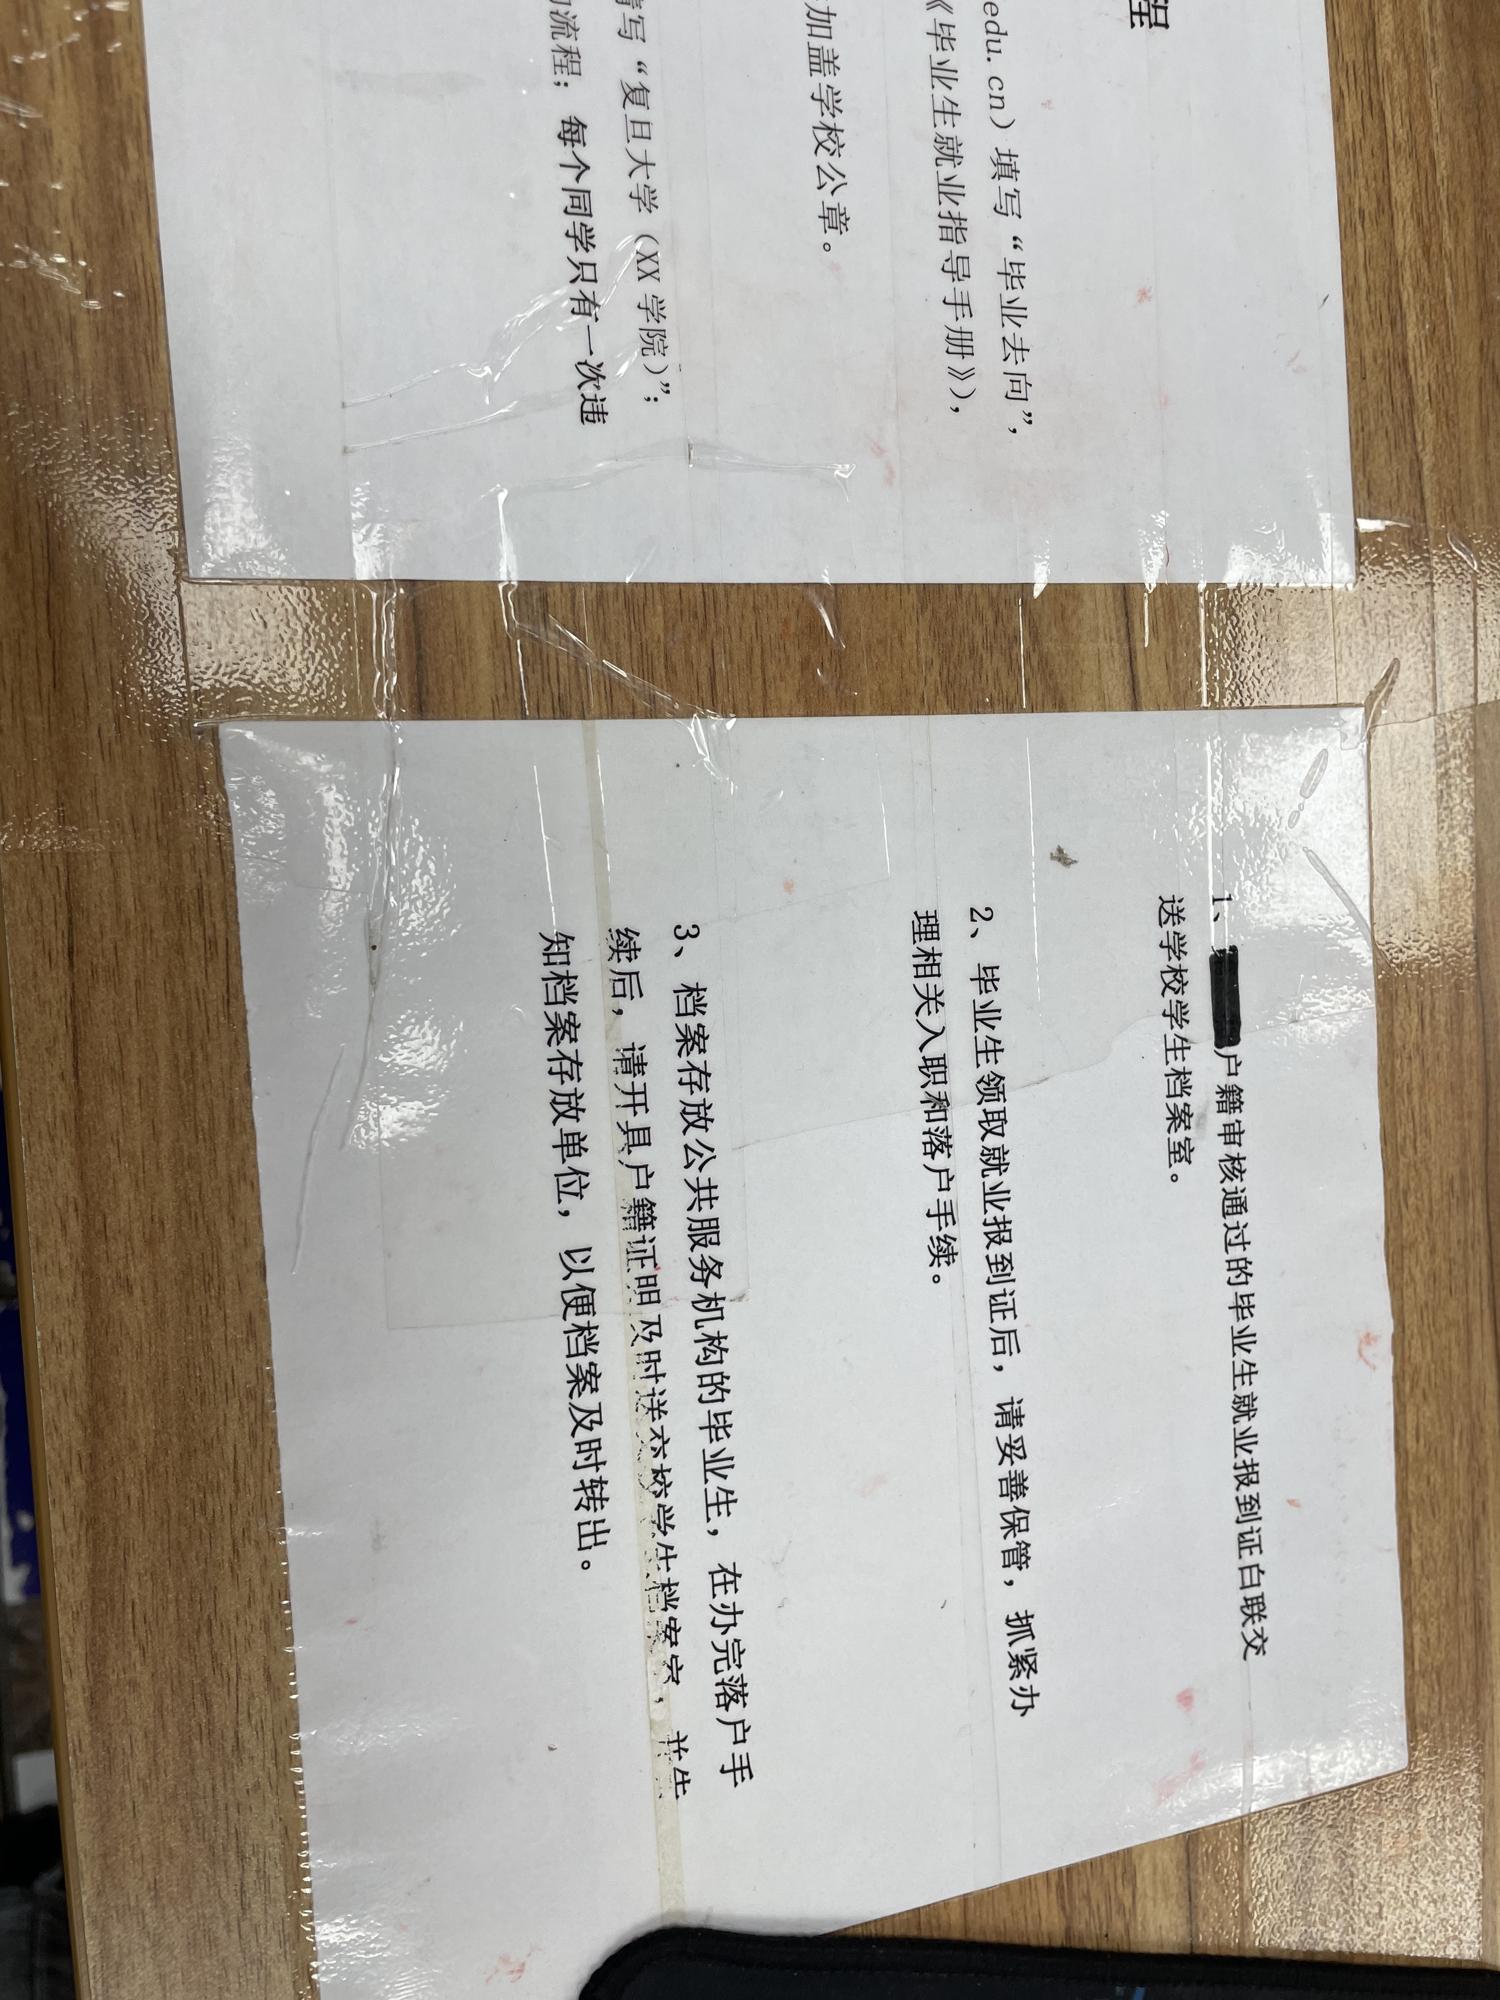 程
edu.cn）填写“毕业去向”，
《毕业生就业指导手册》），
加盖学校公章。
写“复旦大学（XX 学院）”；
流程；每个同学只有一次违
1、户籍审核通过的毕业生就业报到证白联交
送学校学生档案室。
2、毕业生领取就业报到证后，请妥善保管，抓紧办
理相关入职和落户手续。
3、档案存放公共服务机构的毕业生，在办完落户手
续后，请开具户籍证明及时送交校学生档案室，并告
知档案存放单位，以便档案及时转出。